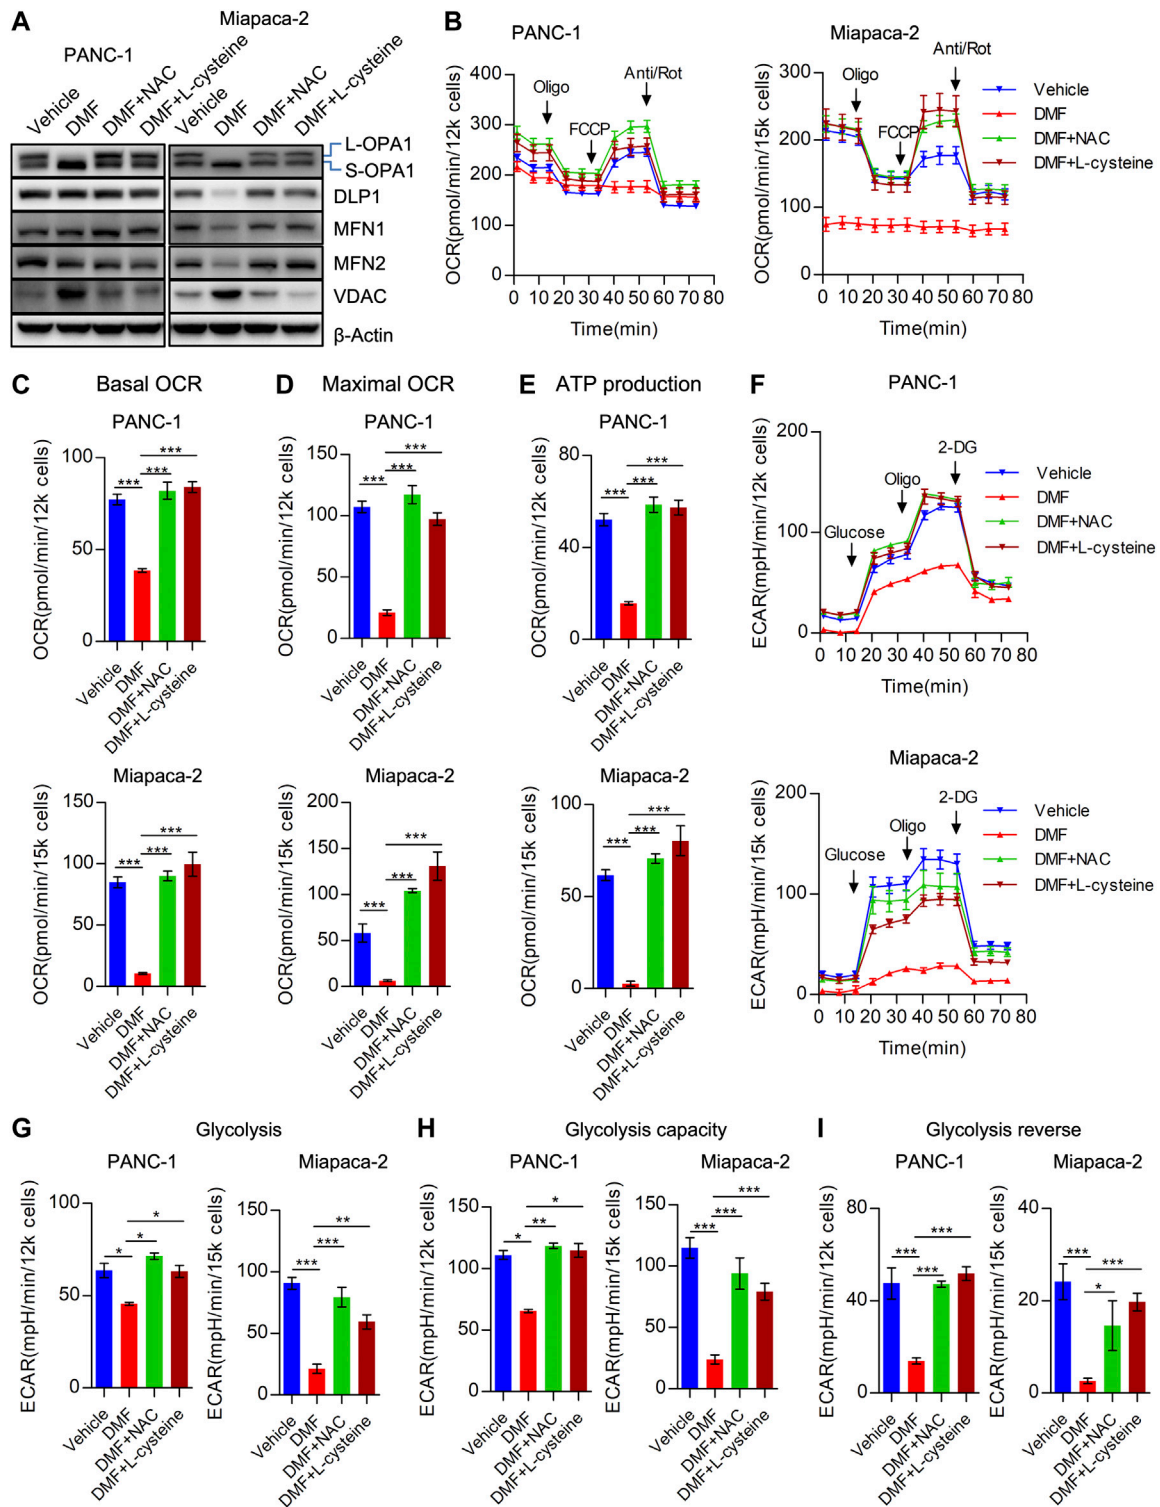 A
PANC-1
Miapaca-2
Vehicle
DMF
DMF+NAC
DMF+L-cysteine
Vehicle
DMF
DMF+NAC
DMF+L-cysteine
L-OPA1
S-OPA1
DLP1
MFN1
MFN2
VDAC
β-Actin
B
PANC-1
OCR(pmol/min/12k cells)
400
300
200
100
0
Oligo
FCCP
Anti/Rot
0 10 20 30 40 50 60 70 80
Time(min)
Miapaca-2
OCR(pmol/min/15k cells)
300
200
100
0
Oligo
FCCP
Anti/Rot
0 10 20 30 40 50 60 70 80
Time(min)
Vehicle
DMF
DMF+NAC
DMF+L-cysteine
C
Basal OCR
PANC-1
OCR(pmol/min/12k cells)
100
50
0
***
***
***
Vehicle
DMF
DMF+NAC
DMF+L-cysteine
Miapaca-2
OCR(pmol/min/15k cells)
150
100
50
0
***
***
***
Vehicle
DMF
DMF+NAC
DMF+L-cysteine
D
Maximal OCR
PANC-1
OCR(pmol/min/12k cells)
150
100
50
0
***
***
***
Vehicle
DMF
DMF+NAC
DMF+L-cysteine
Miapaca-2
OCR(pmol/min/15k cells)
200
150
100
50
0
***
***
***
Vehicle
DMF
DMF+NAC
DMF+L-cysteine
E
ATP production
PANC-1
OCR(pmol/min/12k cells)
80
40
0
***
***
***
Vehicle
DMF
DMF+NAC
DMF+L-cysteine
Miapaca-2
OCR(pmol/min/15k cells)
100
50
0
***
***
***
Vehicle
DMF
DMF+NAC
DMF+L-cysteine
F
PANC-1
ECAR(mpH/min/12k cells)
200
100
0
Glucose
Oligo
2-DG
0 10 20 30 40 50 60 70 80
Time(min)
Vehicle
DMF
DMF+NAC
DMF+L-cysteine
Miapaca-2
ECAR(mpH/min/15k cells)
200
100
0
Glucose
Oligo
2-DG
0 10 20 30 40 50 60 70 80
Time(min)
Vehicle
DMF
DMF+NAC
DMF+L-cysteine
G
Glycolysis
PANC-1
ECAR(mpH/min/12k cells)
100
50
0
*
*
*
Vehicle
DMF
DMF+NAC
DMF+L-cysteine
Miapaca-2
ECAR(mpH/min/15k cells)
150
100
50
0
**
***
***
Vehicle
DMF
DMF+NAC
DMF+L-cysteine
H
Glycolysis capacity
PANC-1
ECAR(mpH/min/12k cells)
150
100
50
0
*
**
*
Vehicle
DMF
DMF+NAC
DMF+L-cysteine
Miapaca-2
ECAR(mpH/min/15k cells)
150
100
50
0
***
***
***
Vehicle
DMF
DMF+NAC
DMF+L-cysteine
I
Glycolysis reverse
PANC-1
ECAR(mpH/min/12k cells)
80
40
0
***
***
***
Vehicle
DMF
DMF+NAC
DMF+L-cysteine
Miapaca-2
ECAR(mpH/min/15k cells)
40
20
0
***
***
*
Vehicle
DMF
DMF+NAC
DMF+L-cysteine